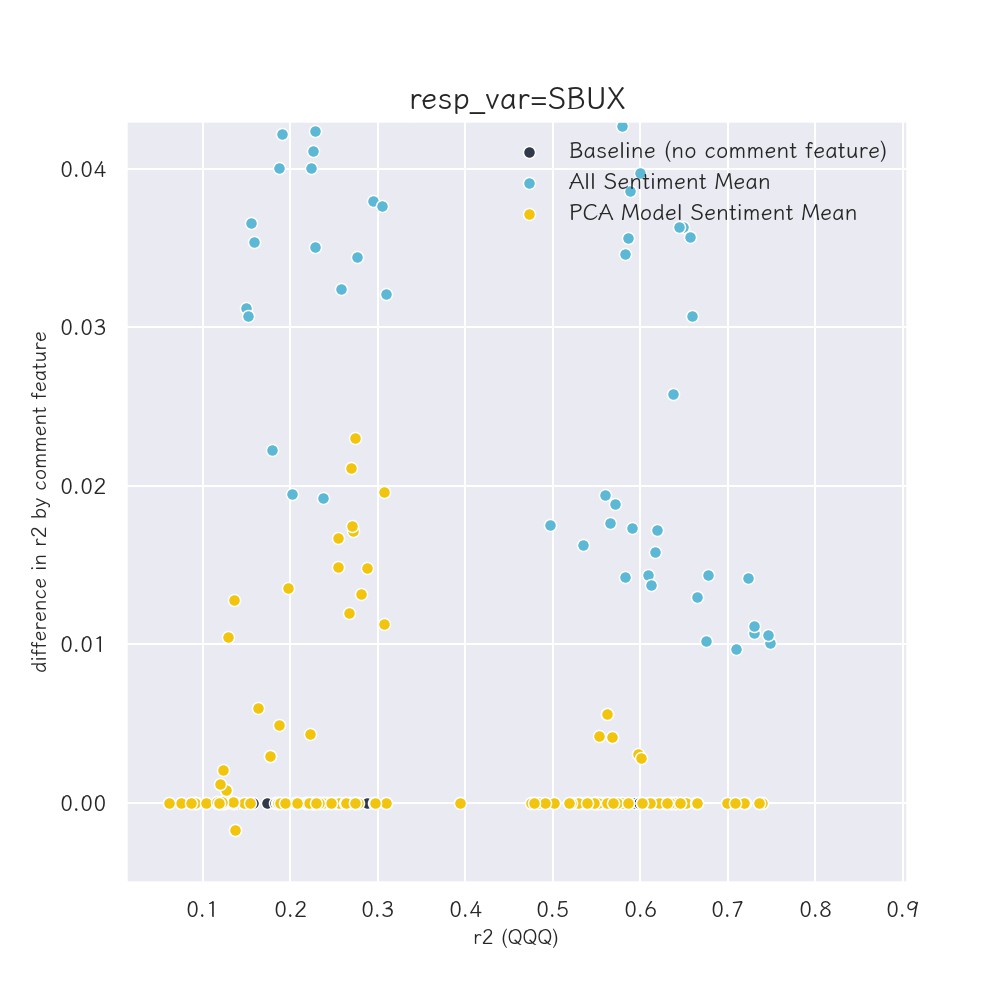 resp_var=SBUX
Baseline (no comment feature)
All Sentiment Mean
PCA Model Sentiment Mean
difference in r2 by comment feature
0.04
0.03
0.02
0.01
0.00
0.1 0.2 0.3 0.4 0.5 0.6 0.7 0.8 0.9
r2 (QQQ)